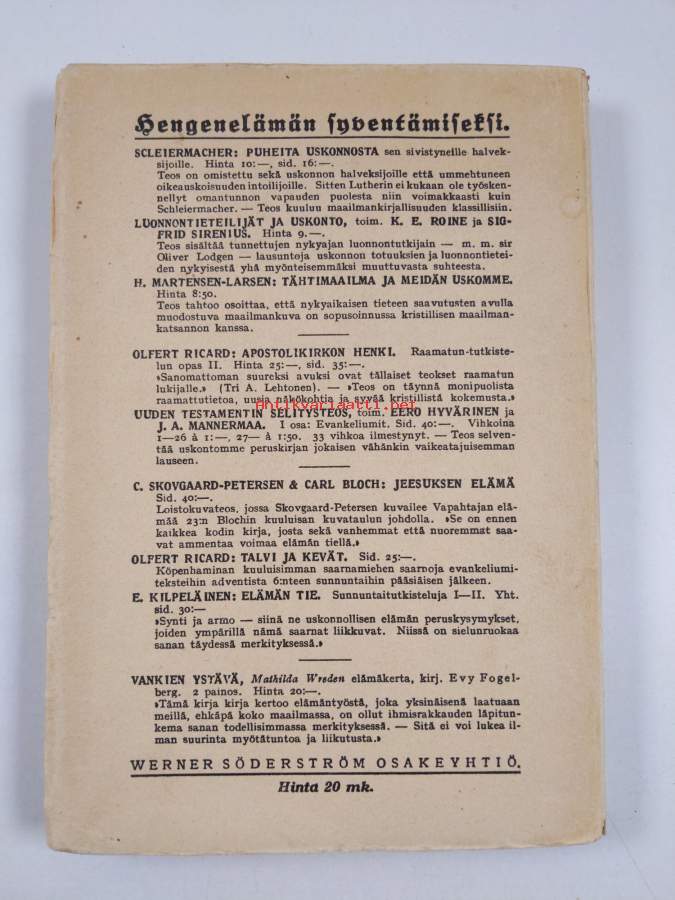 Hengenelämän syventämiseksi.
SCLEIERMACHER: PUHEITA USKONNOSTA sen sivistyneille halvek-
sijoille. Hinta 10:—, sid. 16:—.
Teos on omistettu sekä uskonnon halveksijoille että ummehtuneen
oikeauskoisuuden intoilijoille. Sitten Lutherin ei kukaan ole työsken-
nellyt omantunnon vapauden puolesta niin voimakkaasti kuin
Schleiermacher. — Teos kuuluu maailmankirjallisuuden klassillisiin.
LUONNONTIETEILIJÄT JA USKONTO, toim. K. E. ROINE ja SIG-
FRID SIRENIUS. Hinta 9.—.
Teos sisältää tunnettujen nykyajan luonnontutkijain — m. m. sir
Oliver Lodgen — lausuntoja uskonnon totuuksien ja luonnontietei-
den nykyisestä yhä myönteisemmäksi muuttuvasta suhteesta.
H. MARTENSEN-LARSEN: TÄHTIMAAILMA JA MEIDÄN USKOMME.
Hinta 8:50.
Teos tahtoo osoittaa, että nykyaikaisen tieteen saavutusten avulla
muodostuva maailmankuva on sopusoinnussa kristillisen maailman-
katsannon kanssa.
OLFERT RICARD: APOSTOLIKIRKON HENKI. Raamatun-tutkiste-
lun opas II. Hinta 25:—, sid. 35:—.
»Sanomattoman suureksi avuksi ovat tällaiset teokset raamatun
lukijalle.» (Tri A. Lehtonen). — »Teos on täynnä monipuolista
raamattutietoa, uusia näkökohtia ja syvää kristillistä kokemusta.»
Antikvariaatti.net
UUDEN TESTAMENTIN SELITYSTEOS, toim. EERO HYVÄRINEN ja
J. A. MANNERMAA. I osa: Evankeliumit. Sid. 40:—. Vihkoina
1—26 à 1:—, 27— à 1:50. 33 vihkoa ilmestynyt. — Teos selven-
tää uskontomme peruskirjan jokaisen vähänkin vaikeatajuisemman
lauseen.
C. SKOVGAARD-PETERSEN & CARL BLOCH: JEESUKSEN ELÄMÄ
Sid. 40:—.
Loistokuvateos, jossa Skovgaard-Petersen kuvailee Vapahtajan elä-
mää 23:n Blochin kuuluisan kuvataulun johdolla. »Se on ennen
kaikkea kodin kirja, josta sekä vanhemmat että nuoremmat saa-
vat ammentaa voimaa elämän tiellä.»
OLFERT RICARD: TALVI JA KEVÄT. Sid. 25:—.
Köpenhaminan kuuluisimman saarnamiehen saarnoja evankeliumi-
teksteihin adventista 6:nteen sunnuntaihin pääsiäisen jälkeen.
E. KILPELÄINEN: ELÄMÄN TIE. Sunnuntaitutkisteluja I—II. Yht.
sid. 30:—
»Synti ja armo — siinä ne uskonnollisen elämän peruskysymykset,
joiden ympärillä nämä saarnat liikkuvat. Niissä on sielunruokaa
sanan täydessä merkityksessä.»
VANKIEN YSTÄVÄ, Mathilda Wreden elämäkerta, kirj. Evy Fogel-
berg. 2 painos. Hinta 20:—.
»Tämä kirja kirja kertoo elämäntyöstä, joka yksinäisenä laatuaan
meillä, ehkäpä koko maailmassa, on ollut ihmisrakkauden läpitun-
kema sanan todellisimmassa merkityksessä. — Sitä ei voi lukea il-
man suurinta myötätuntoa ja liikutusta.»
WERNER SÖDERSTRÖM OSAKEYHTIÖ.
Hinta 20 mk.